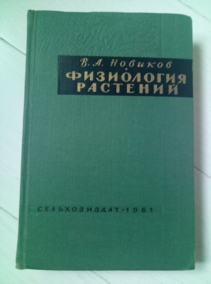 В.А. Новиков
ФИЗИОЛОГИЯ
РАСТЕНИЙ
СЕЛЬХОЗИЗДАТ·1961